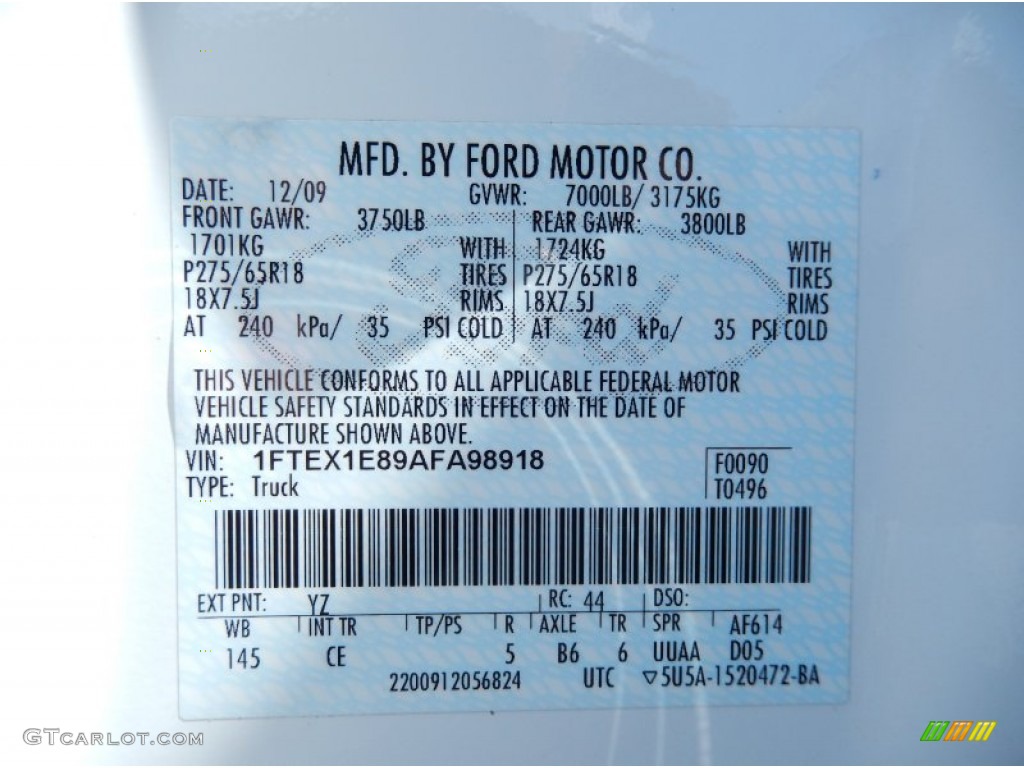 MFD. BY FORD MOTOR CO.
DATE: 12/09 GVWR: 7000LB/ 3175KG
FRONT GAWR: 3750LB REAR GAWR: 3800LB
1701KG WITH 1724KG WITH
P275/65R18 TIRES P275/65R18 TIRES
18X7.5J RIMS 18X7.5J RIMS
AT 240 kPa/ 35 PSI COLD AT 240 kPa/ 35 PSI COLD
THIS VEHICLE CONFORMS TO ALL APPLICABLE FEDERAL MOTOR
VEHICLE SAFETY STANDARDS IN EFFECT ON THE DATE OF
MANUFACTURE SHOWN ABOVE.
VIN: 1FTEX1E89AFA98918 F0090
TYPE: Truck T0496
EXT PNT: YZ RC: 44 DSO:
WB INT TR TP/PS R AXLE TR SPR AF614
145 CE 5 B6 6 UUAA D05
2200912056824 UTC ▽5U5A-1520472-BA
GTCARLOT.COM